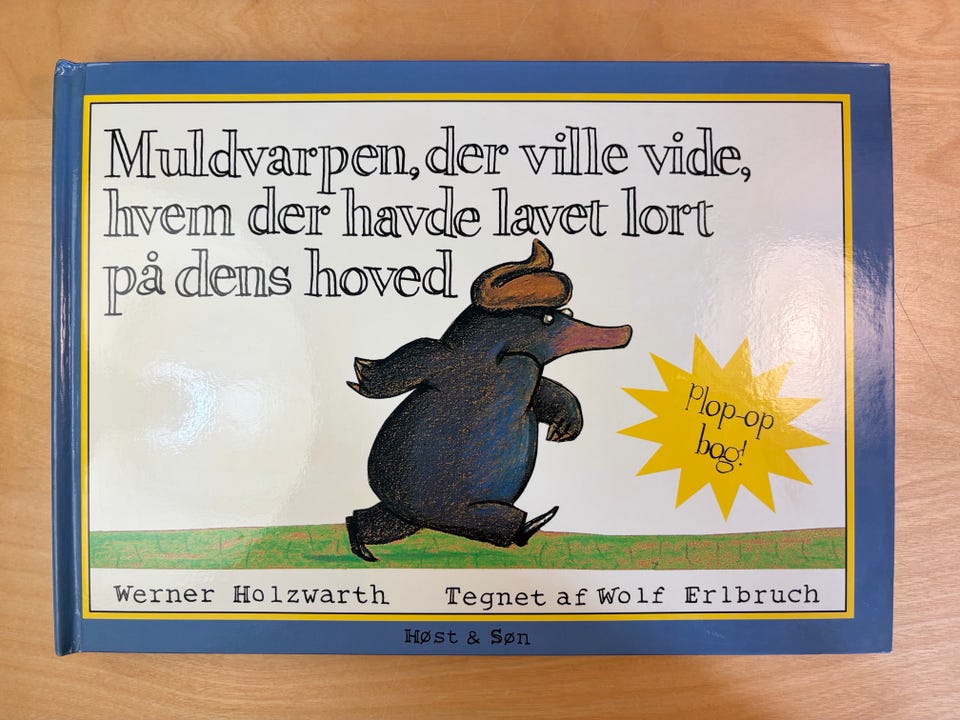 Muldvarpen, der ville vide,
hvem der havde lavet lort
på dens hoved
Plop-op
bog!
Werner Holzwarth Tegnet af Wolf Erlbruch
Høst & Søn